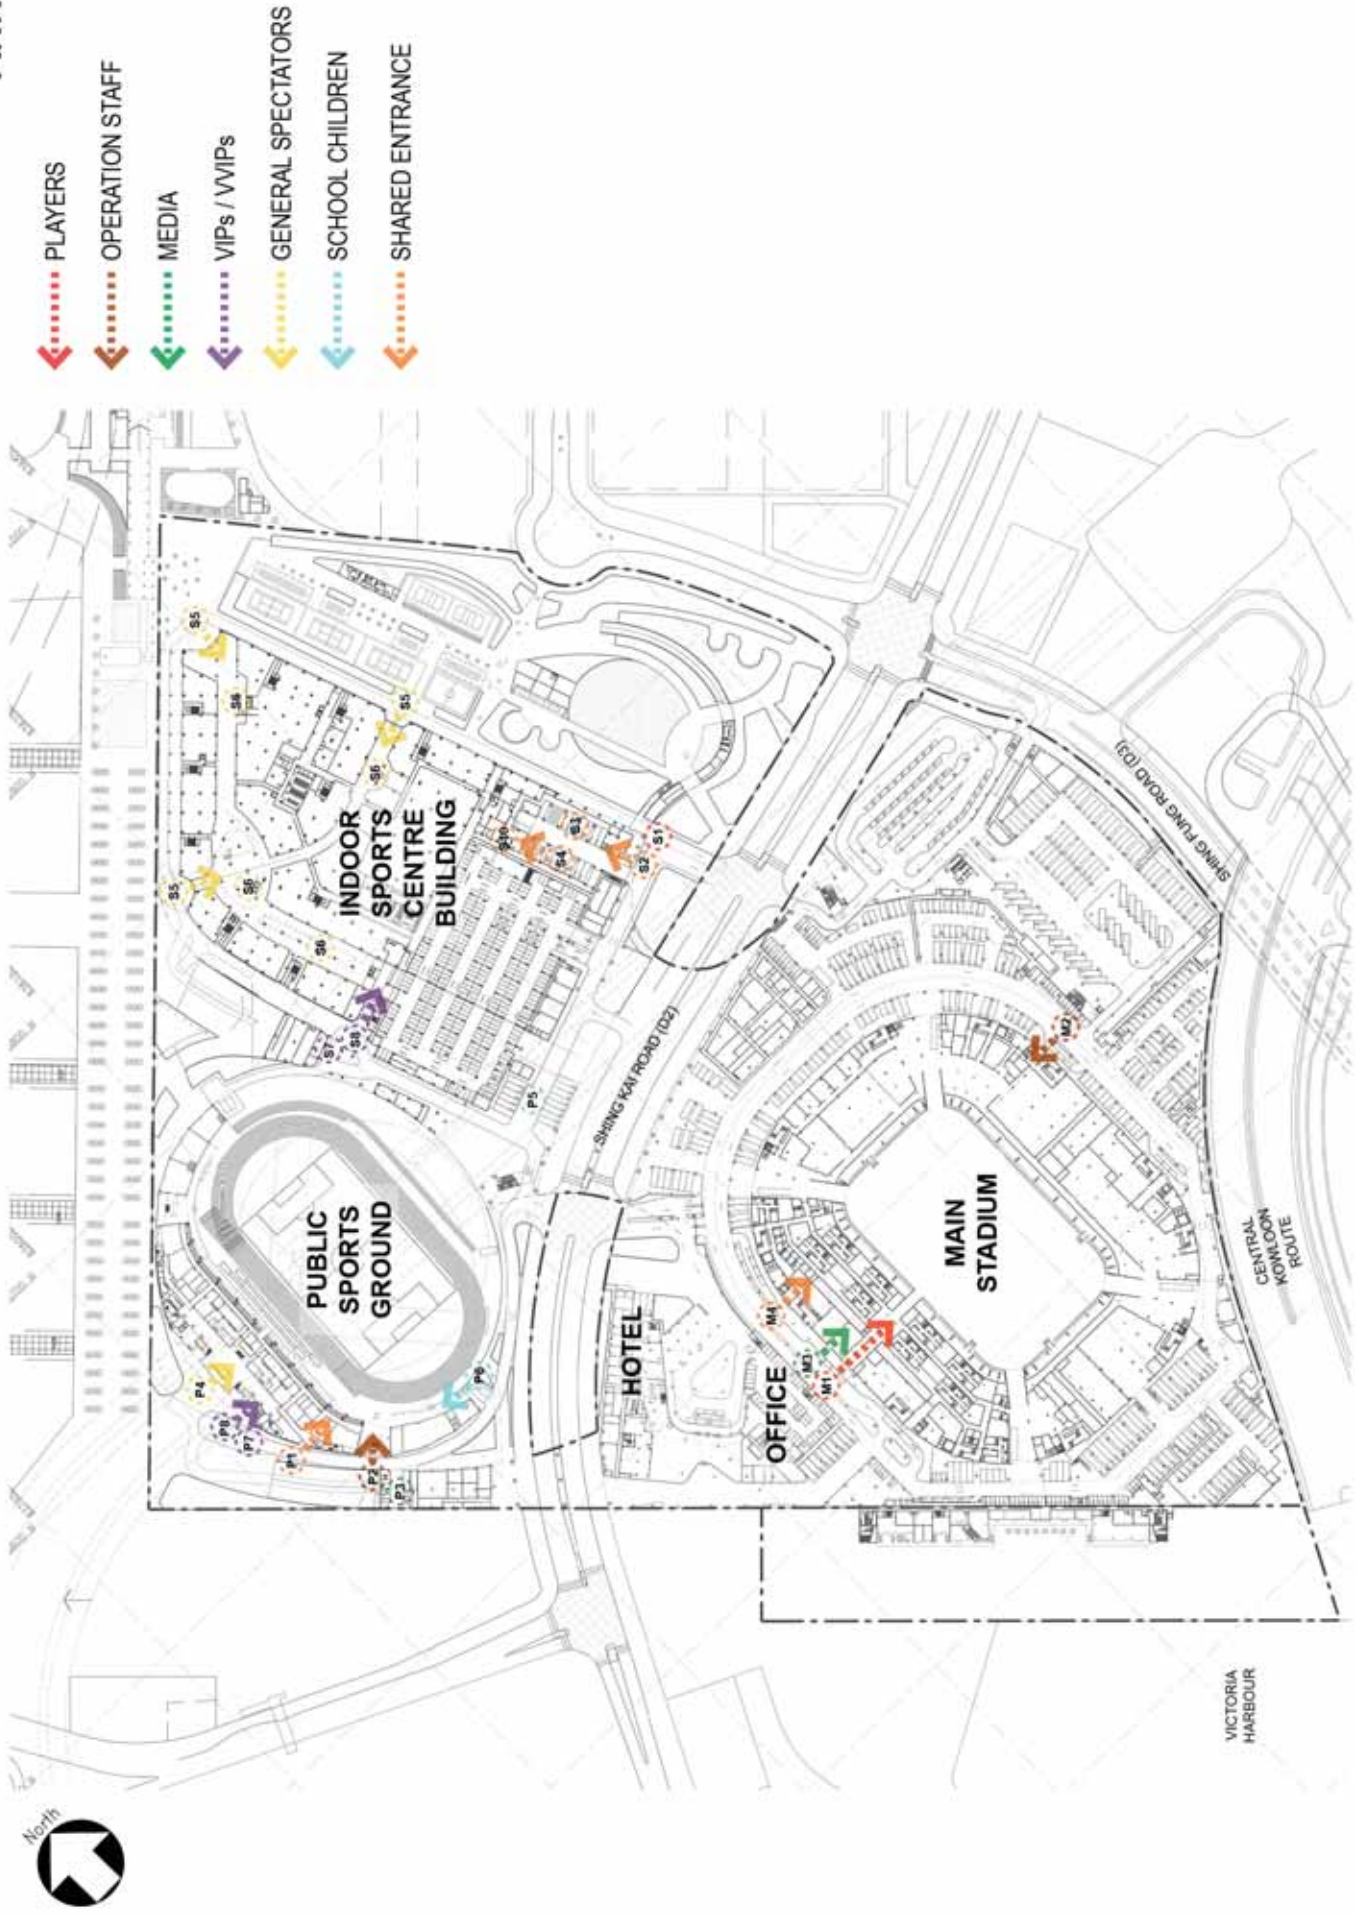 PLAYERS
OPERATION STAFF
MEDIA
VIPs / VVIPs
GENERAL SPECTATORS
SCHOOL CHILDREN
SHARED ENTRANCE
North
S5
S6
S5
S6
S5
S6
S6
INDOOR
SPORTS
CENTRE
BUILDING
S10
S3
S4
S1
S2
S7
S8
P5
PUBLIC
SPORTS
GROUND
P4
P8
P7
P1
P2
P3
P6
SHING KAI ROAD (D2)
SHING FUNG ROAD (D3)
HOTEL
OFFICE
M4
M3
M1
M2
MAIN
STADIUM
CENTRAL
KOWLOON
ROUTE
VICTORIA
HARBOUR